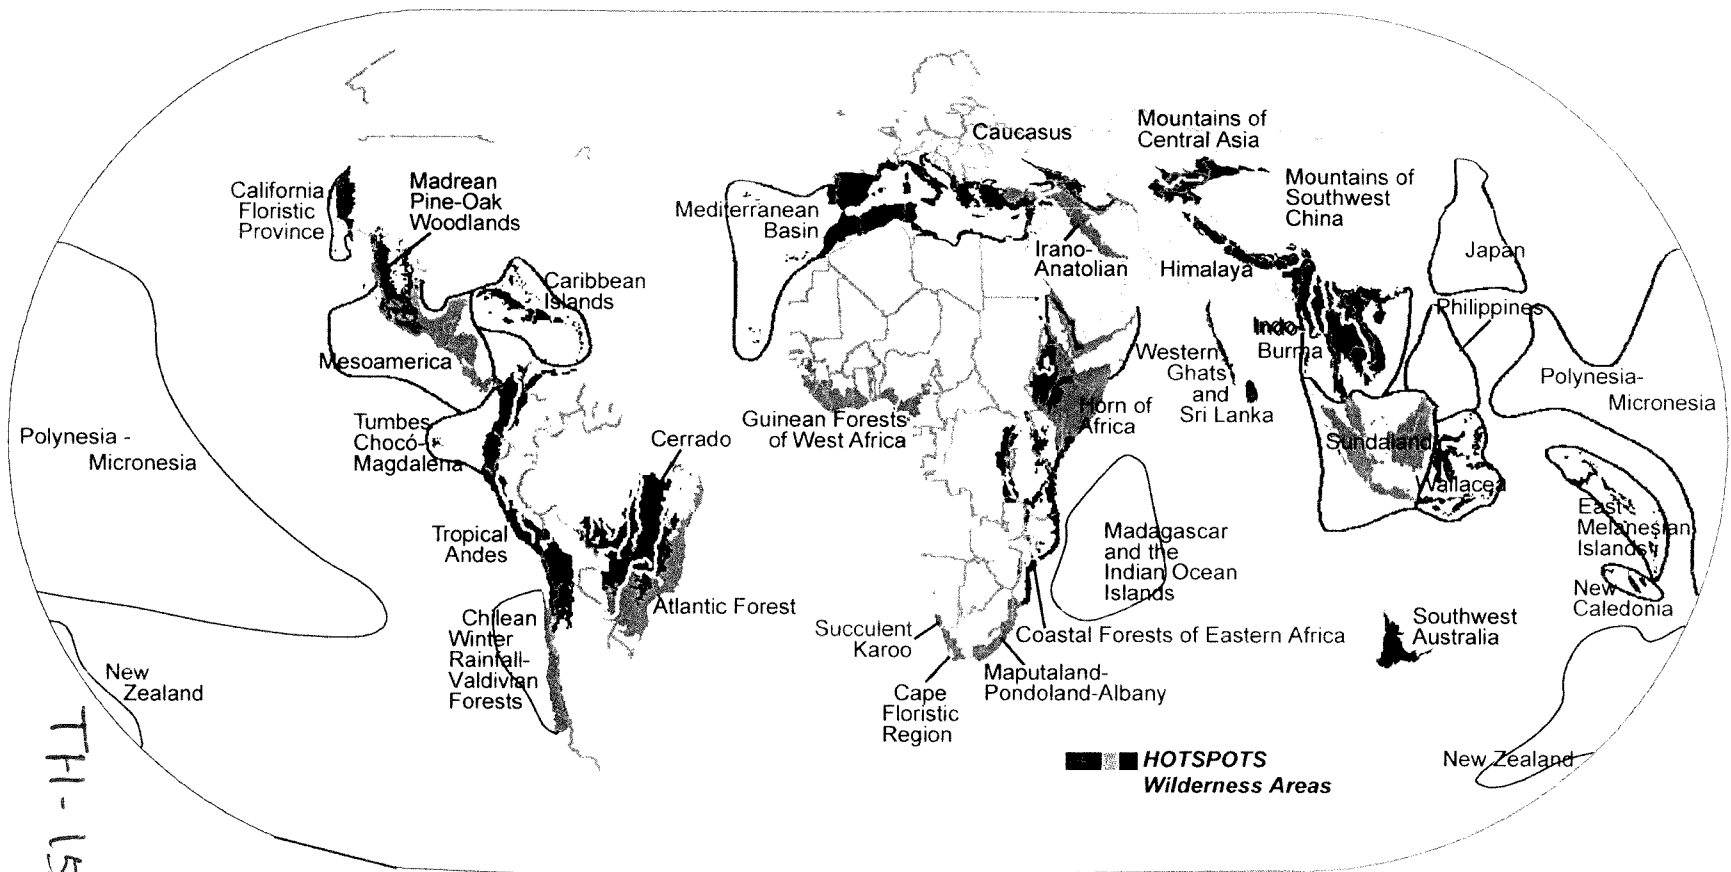 Caucasus
Mountains of
Central Asia
California
Floristic
Province
Madrean
Pine-Oak
Woodlands
Mediterranean
Basin
Mountains of
Southwest
China
Irano-
Anatolian
Himalaya
Japan
Caribbean
Islands
Philippines
Mesoamerica
Western
Ghats
and
Sri Lanka
Indo-
Burma
Polynesia-
Micronesia
Tumbes
Chocó-
Magdalena
Cerrado
Guinean Forests
of West Africa
Horn of
Africa
Sundaland
Wallacea
Polynesia -
Micronesia
Tropical
Andes
Madagascar
and the
Indian Ocean
Islands
East
Melanesian
Islands
New
Caledonia
Atlantic Forest
Chilean
Winter
Rainfall-
Valdivian
Forests
Succulent
Karoo
Coastal Forests of Eastern Africa
Southwest
Australia
Maputaland-
Pondoland-Albany
Cape
Floristic
Region
New
Zealand
New Zealand
HOTSPOTS
Wilderness Areas
TH-15